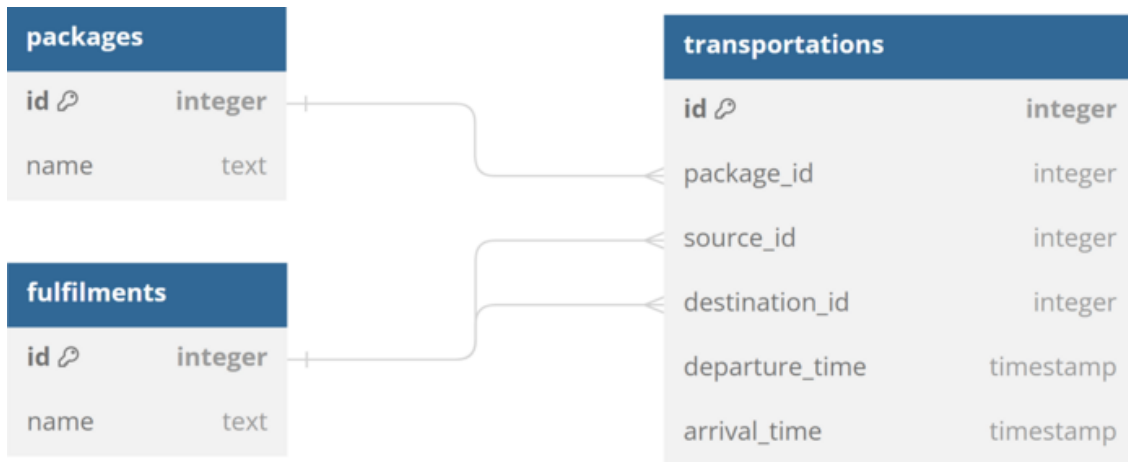 packages
id integer
name text
fulfilments
id integer
name text
transportations
id integer
package_id integer
source_id integer
destination_id integer
departure_time timestamp
arrival_time timestamp